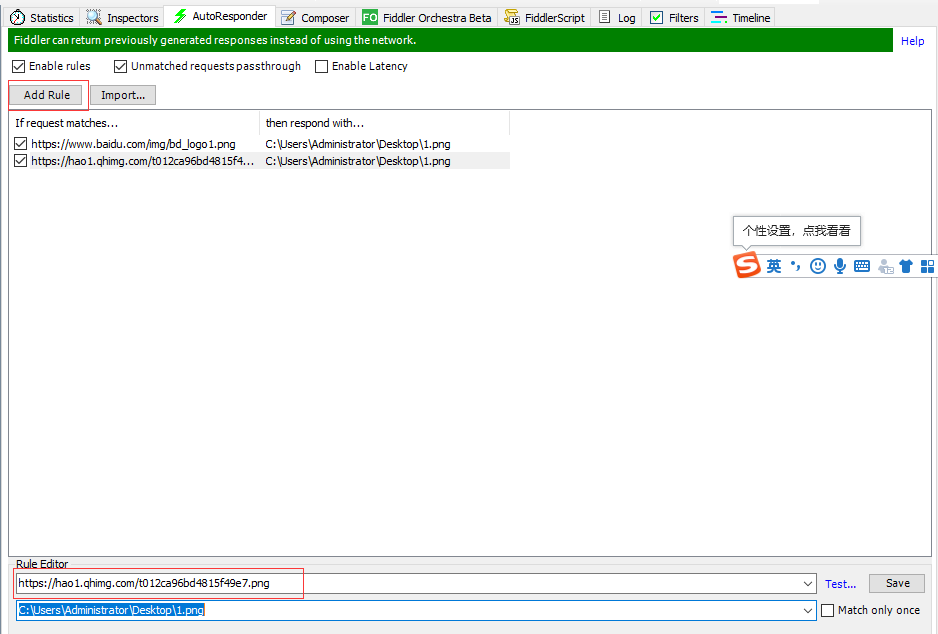 Statistics Inspectors AutoResponder Composer FO Fiddler Orchestra Beta FiddlerScript Log Filters Timeline
Fiddler can return previously generated responses instead of using the network. Help
Enable rules Unmatched requests passthrough Enable Latency
Add Rule Import...
If request matches... then respond with...
https://www.baidu.com/img/bd_logo1.png C:\Users\Administrator\Desktop\1.png
https://hao1.qhimg.com/t012ca96bd4815f4... C:\Users\Administrator\Desktop\1.png
个性设置，点我看看
S 英
Rule Editor
https://hao1.qhimg.com/t012ca96bd4815f49e7.png Test... Save
C:\Users\Administrator\Desktop\1.png Match only once